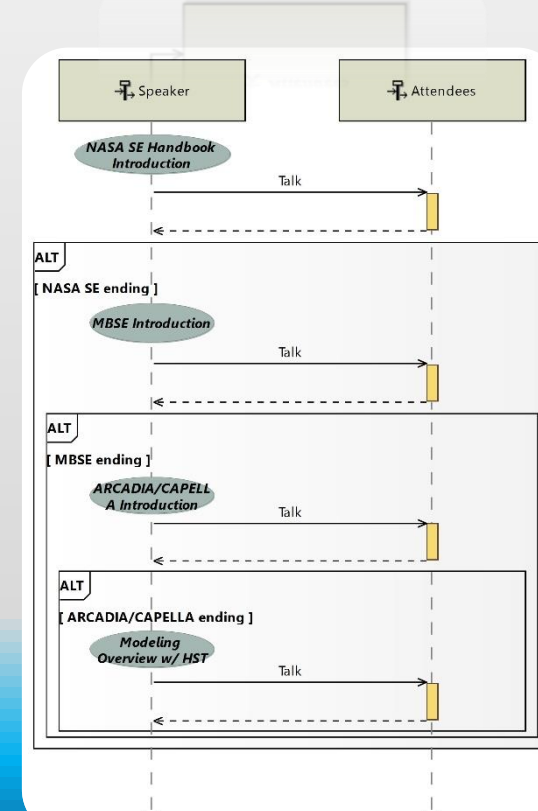 Speaker
Attendees
NASA SE Handbook
Introduction
Talk
ALT
[ NASA SE ending ]
MBSE Introduction
Talk
ALT
[ MBSE ending ]
ARCADIA/CAPELL
A Introduction
Talk
ALT
[ ARCADIA/CAPELLA ending ]
Modeling
Overview w/ HST
Talk